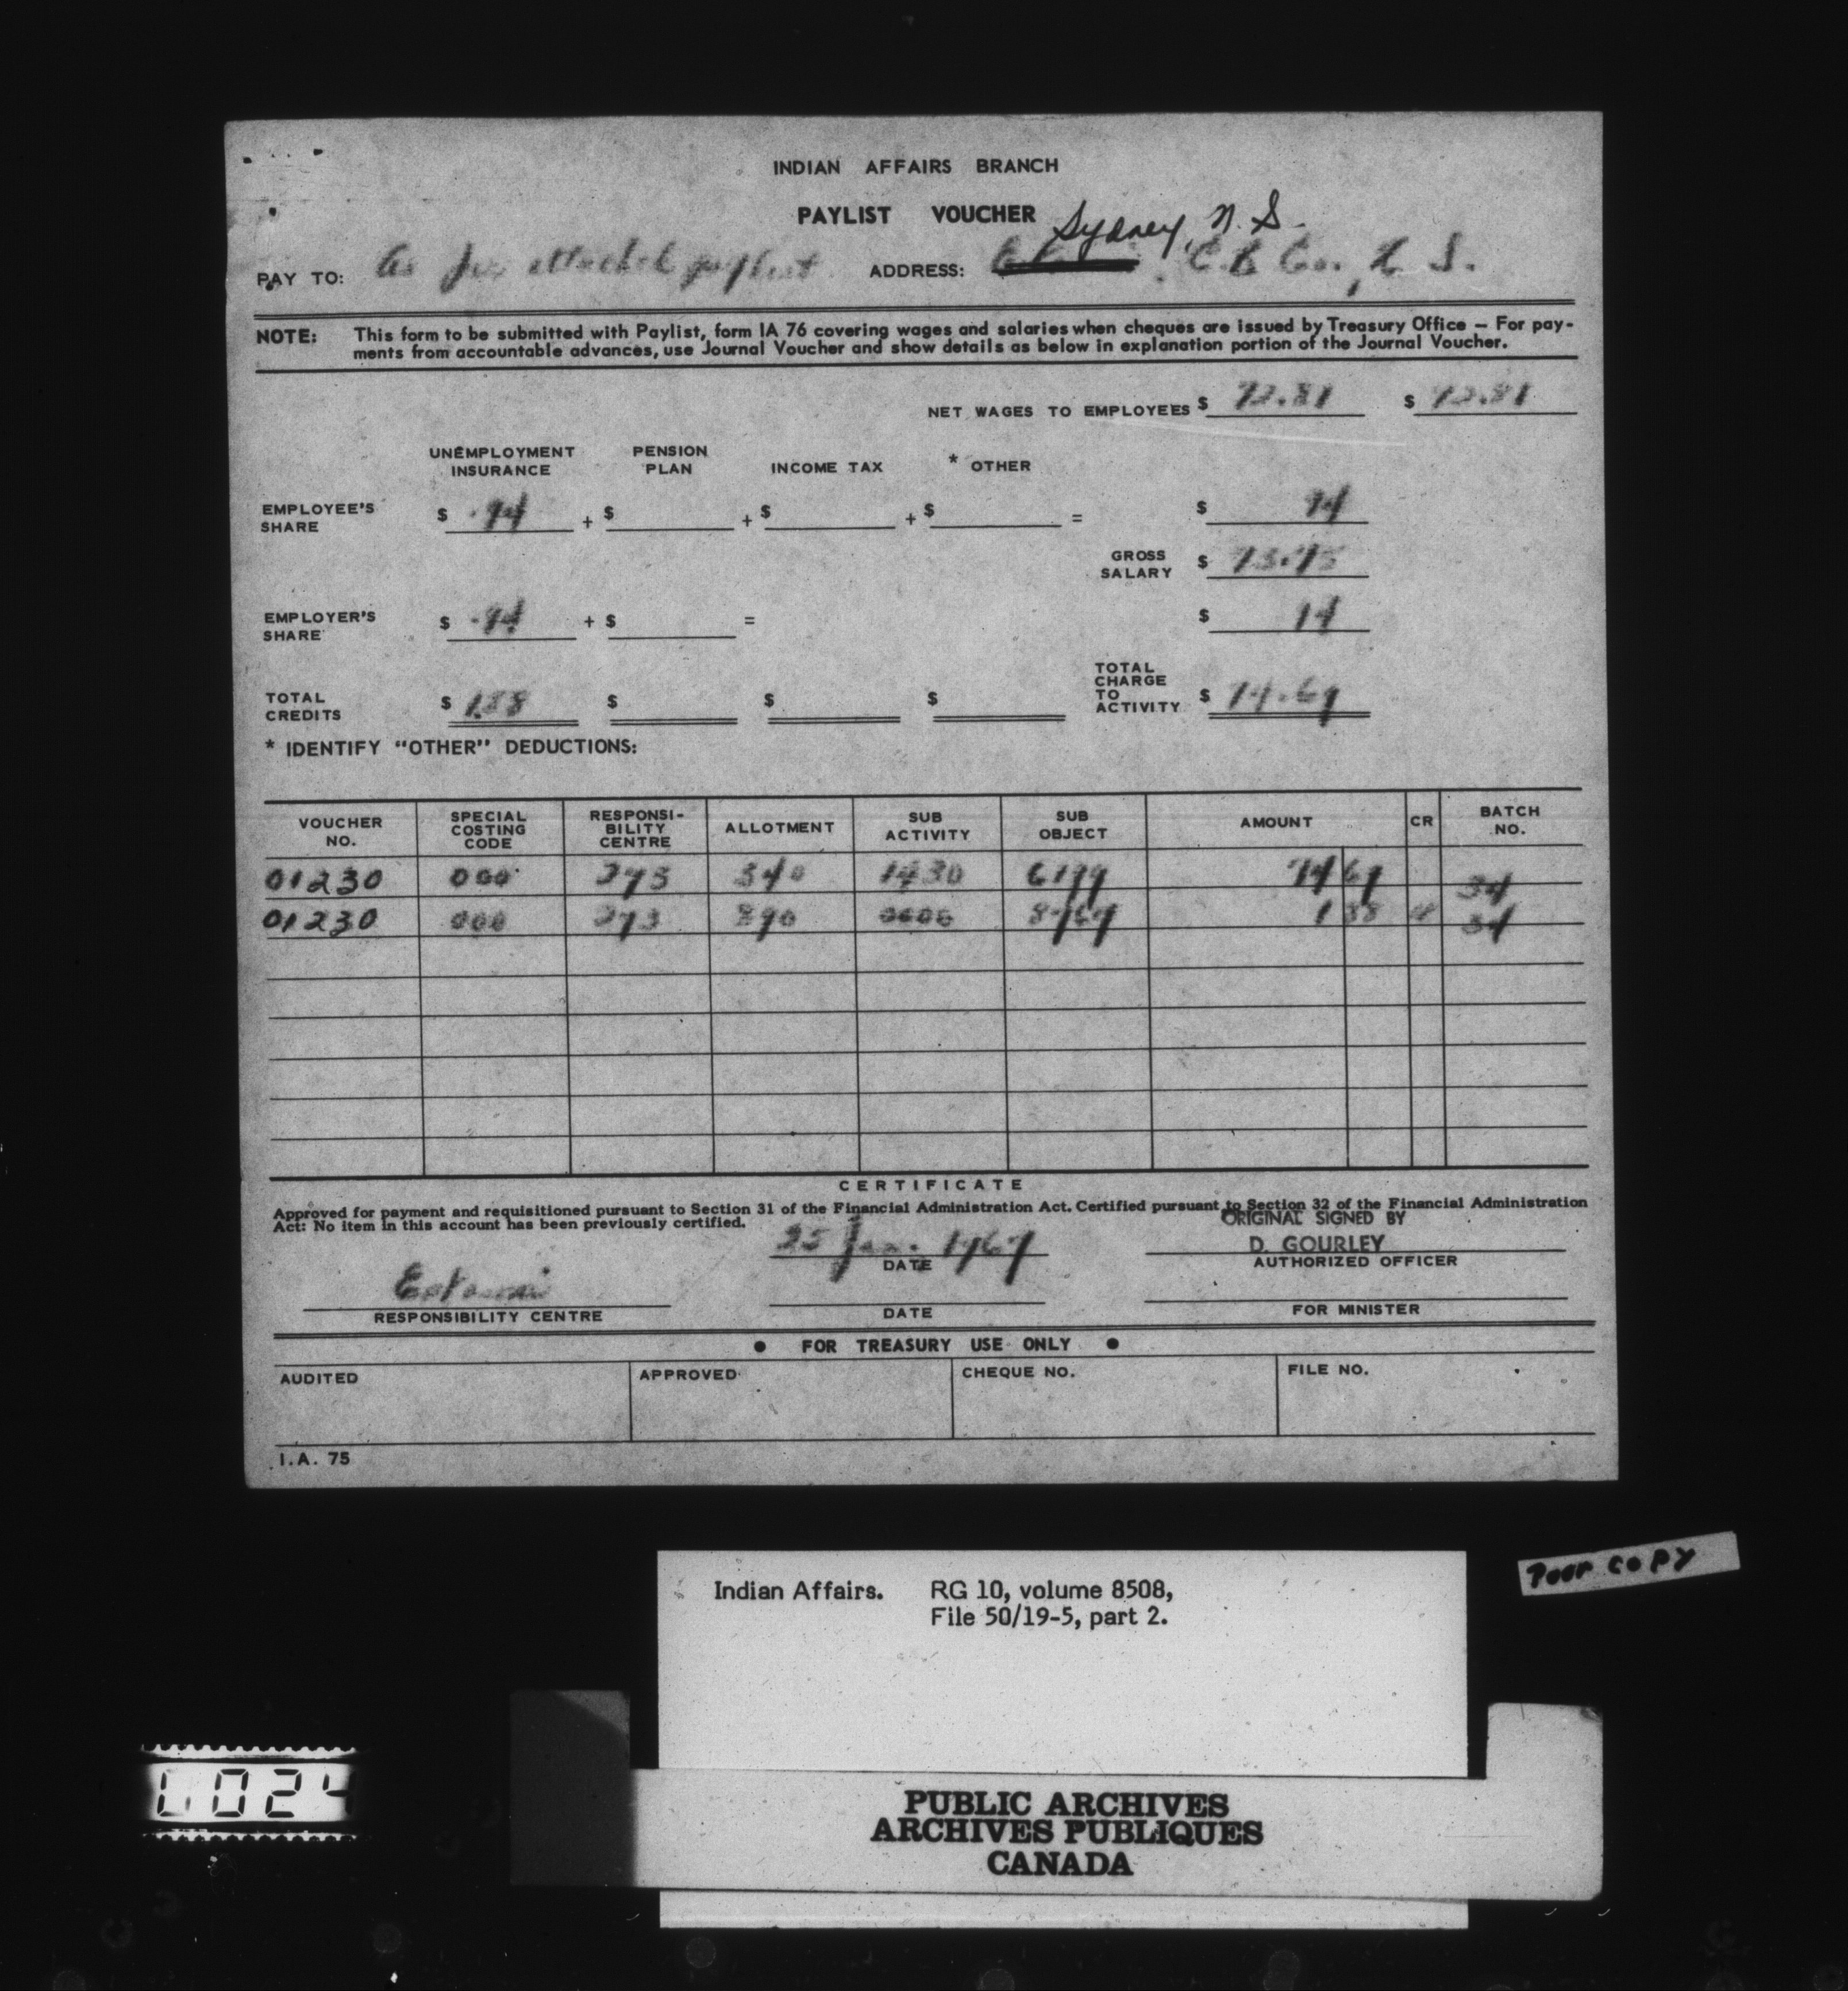 INDIAN AFFAIRS BRANCH
PAYLIST VOUCHER
Sydney, N. S.
PAY TO: As per attached paylist ADDRESS: C. B Co., N. S.
NOTE: This form to be submitted with Paylist, form IA 76 covering wages and salaries when cheques are issued by Treasury Office — For pay-
ments from accountable advances, use Journal Voucher and show details as below in explanation portion of the Journal Voucher.
NET WAGES TO EMPLOYEES $ 72.81 $ 72.81
UNEMPLOYMENT INSURANCE PENSION PLAN INCOME TAX * OTHER
EMPLOYEE'S SHARE $ .94 + $ + $ + $ = $ 94
GROSS SALARY $ 73.75
EMPLOYER'S SHARE $ .94 + $ = $ 94
TOTAL CREDITS $ 1.88 $ $ $ TOTAL CHARGE TO ACTIVITY $ 74.69
* IDENTIFY "OTHER" DEDUCTIONS:
VOUCHER NO. SPECIAL COSTING CODE RESPONSI-BILITY CENTRE ALLOTMENT SUB ACTIVITY SUB OBJECT AMOUNT CR BATCH NO.
01230 000 273 340 1430 6199 74 69 34
01230 000 273 890 0000 8969 1 88 34
CERTIFICATE
Approved for payment and requisitioned pursuant to Section 31 of the Financial Administration Act. Certified pursuant to Section 32 of the Financial Administration
Act: No item in this account has been previously certified.
ORIGINAL SIGNED BY
25 Jan. 1967 D. GOURLEY
DATE AUTHORIZED OFFICER
Eskasoni
RESPONSIBILITY CENTRE DATE FOR MINISTER
● FOR TREASURY USE ONLY ●
AUDITED APPROVED CHEQUE NO. FILE NO.
I.A. 75
Poor copy
Indian Affairs. RG 10, volume 8508,
File 50/19-5, part 2.
L024
PUBLIC ARCHIVES
ARCHIVES PUBLIQUES
CANADA